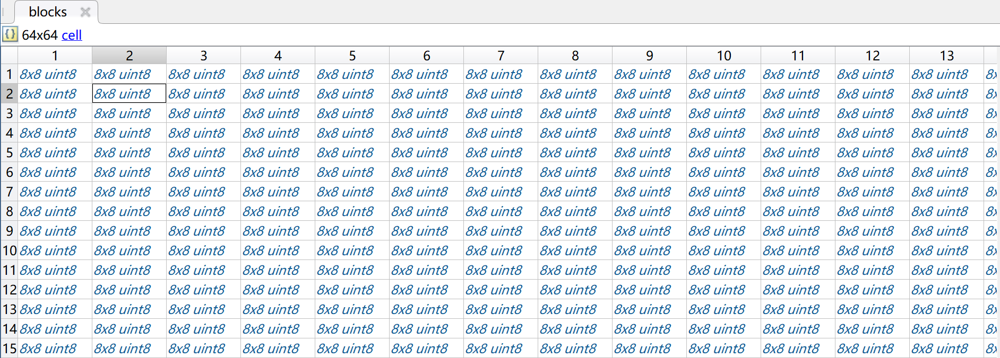 blocks
{} 64x64 cell
1 2 3 4 5 6 7 8 9 10 11 12 13
1 8x8 uint8 8x8 uint8 8x8 uint8 8x8 uint8 8x8 uint8 8x8 uint8 8x8 uint8 8x8 uint8 8x8 uint8 8x8 uint8 8x8 uint8 8x8 uint8 8x8 uint8 8x
2 8x8 uint8 8x8 uint8 8x8 uint8 8x8 uint8 8x8 uint8 8x8 uint8 8x8 uint8 8x8 uint8 8x8 uint8 8x8 uint8 8x8 uint8 8x8 uint8 8x8 uint8 8x
3 8x8 uint8 8x8 uint8 8x8 uint8 8x8 uint8 8x8 uint8 8x8 uint8 8x8 uint8 8x8 uint8 8x8 uint8 8x8 uint8 8x8 uint8 8x8 uint8 8x8 uint8 8x
4 8x8 uint8 8x8 uint8 8x8 uint8 8x8 uint8 8x8 uint8 8x8 uint8 8x8 uint8 8x8 uint8 8x8 uint8 8x8 uint8 8x8 uint8 8x8 uint8 8x8 uint8 8x
5 8x8 uint8 8x8 uint8 8x8 uint8 8x8 uint8 8x8 uint8 8x8 uint8 8x8 uint8 8x8 uint8 8x8 uint8 8x8 uint8 8x8 uint8 8x8 uint8 8x8 uint8 8x
6 8x8 uint8 8x8 uint8 8x8 uint8 8x8 uint8 8x8 uint8 8x8 uint8 8x8 uint8 8x8 uint8 8x8 uint8 8x8 uint8 8x8 uint8 8x8 uint8 8x8 uint8 8x
7 8x8 uint8 8x8 uint8 8x8 uint8 8x8 uint8 8x8 uint8 8x8 uint8 8x8 uint8 8x8 uint8 8x8 uint8 8x8 uint8 8x8 uint8 8x8 uint8 8x8 uint8 8x
8 8x8 uint8 8x8 uint8 8x8 uint8 8x8 uint8 8x8 uint8 8x8 uint8 8x8 uint8 8x8 uint8 8x8 uint8 8x8 uint8 8x8 uint8 8x8 uint8 8x8 uint8 8x
9 8x8 uint8 8x8 uint8 8x8 uint8 8x8 uint8 8x8 uint8 8x8 uint8 8x8 uint8 8x8 uint8 8x8 uint8 8x8 uint8 8x8 uint8 8x8 uint8 8x8 uint8 8x
10 8x8 uint8 8x8 uint8 8x8 uint8 8x8 uint8 8x8 uint8 8x8 uint8 8x8 uint8 8x8 uint8 8x8 uint8 8x8 uint8 8x8 uint8 8x8 uint8 8x8 uint8 8x
11 8x8 uint8 8x8 uint8 8x8 uint8 8x8 uint8 8x8 uint8 8x8 uint8 8x8 uint8 8x8 uint8 8x8 uint8 8x8 uint8 8x8 uint8 8x8 uint8 8x8 uint8 8x
12 8x8 uint8 8x8 uint8 8x8 uint8 8x8 uint8 8x8 uint8 8x8 uint8 8x8 uint8 8x8 uint8 8x8 uint8 8x8 uint8 8x8 uint8 8x8 uint8 8x8 uint8 8x
13 8x8 uint8 8x8 uint8 8x8 uint8 8x8 uint8 8x8 uint8 8x8 uint8 8x8 uint8 8x8 uint8 8x8 uint8 8x8 uint8 8x8 uint8 8x8 uint8 8x8 uint8 8x
14 8x8 uint8 8x8 uint8 8x8 uint8 8x8 uint8 8x8 uint8 8x8 uint8 8x8 uint8 8x8 uint8 8x8 uint8 8x8 uint8 8x8 uint8 8x8 uint8 8x8 uint8 8x
15 8x8 uint8 8x8 uint8 8x8 uint8 8x8 uint8 8x8 uint8 8x8 uint8 8x8 uint8 8x8 uint8 8x8 uint8 8x8 uint8 8x8 uint8 8x8 uint8 8x8 uint8 8x